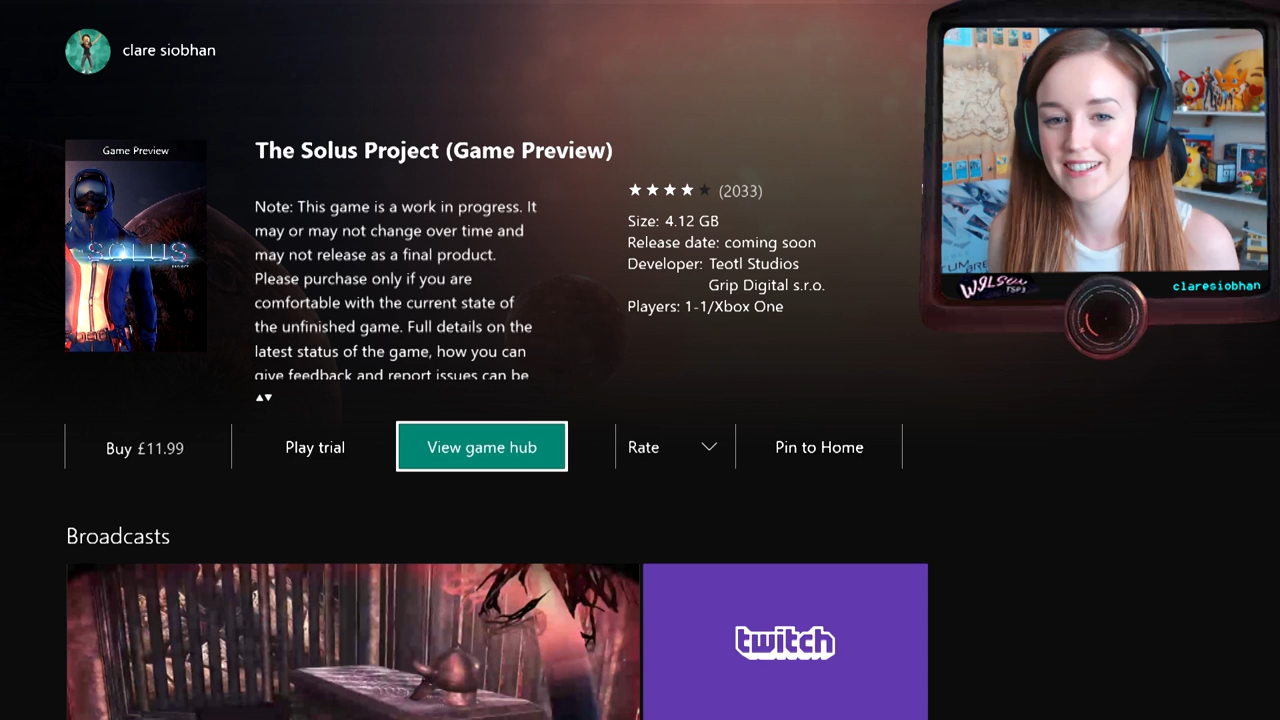 clare siobhan
Game Preview
SOLUS
The Solus Project (Game Preview)
Note: This game is a work in progress. It
may or may not change over time and
may not release as a final product.
Please purchase only if you are
comfortable with the current state of
the unfinished game. Full details on the
latest status of the game, how you can
give feedback and report issues can be
★★★★★ (2033)
Size: 4.12 GB
Release date: coming soon
Developer: Teotl Studios
Grip Digital s.r.o.
Players: 1-1/Xbox One
claresiobhan
Buy £11.99
Play trial
View game hub
Rate
Pin to Home
Broadcasts
twitch